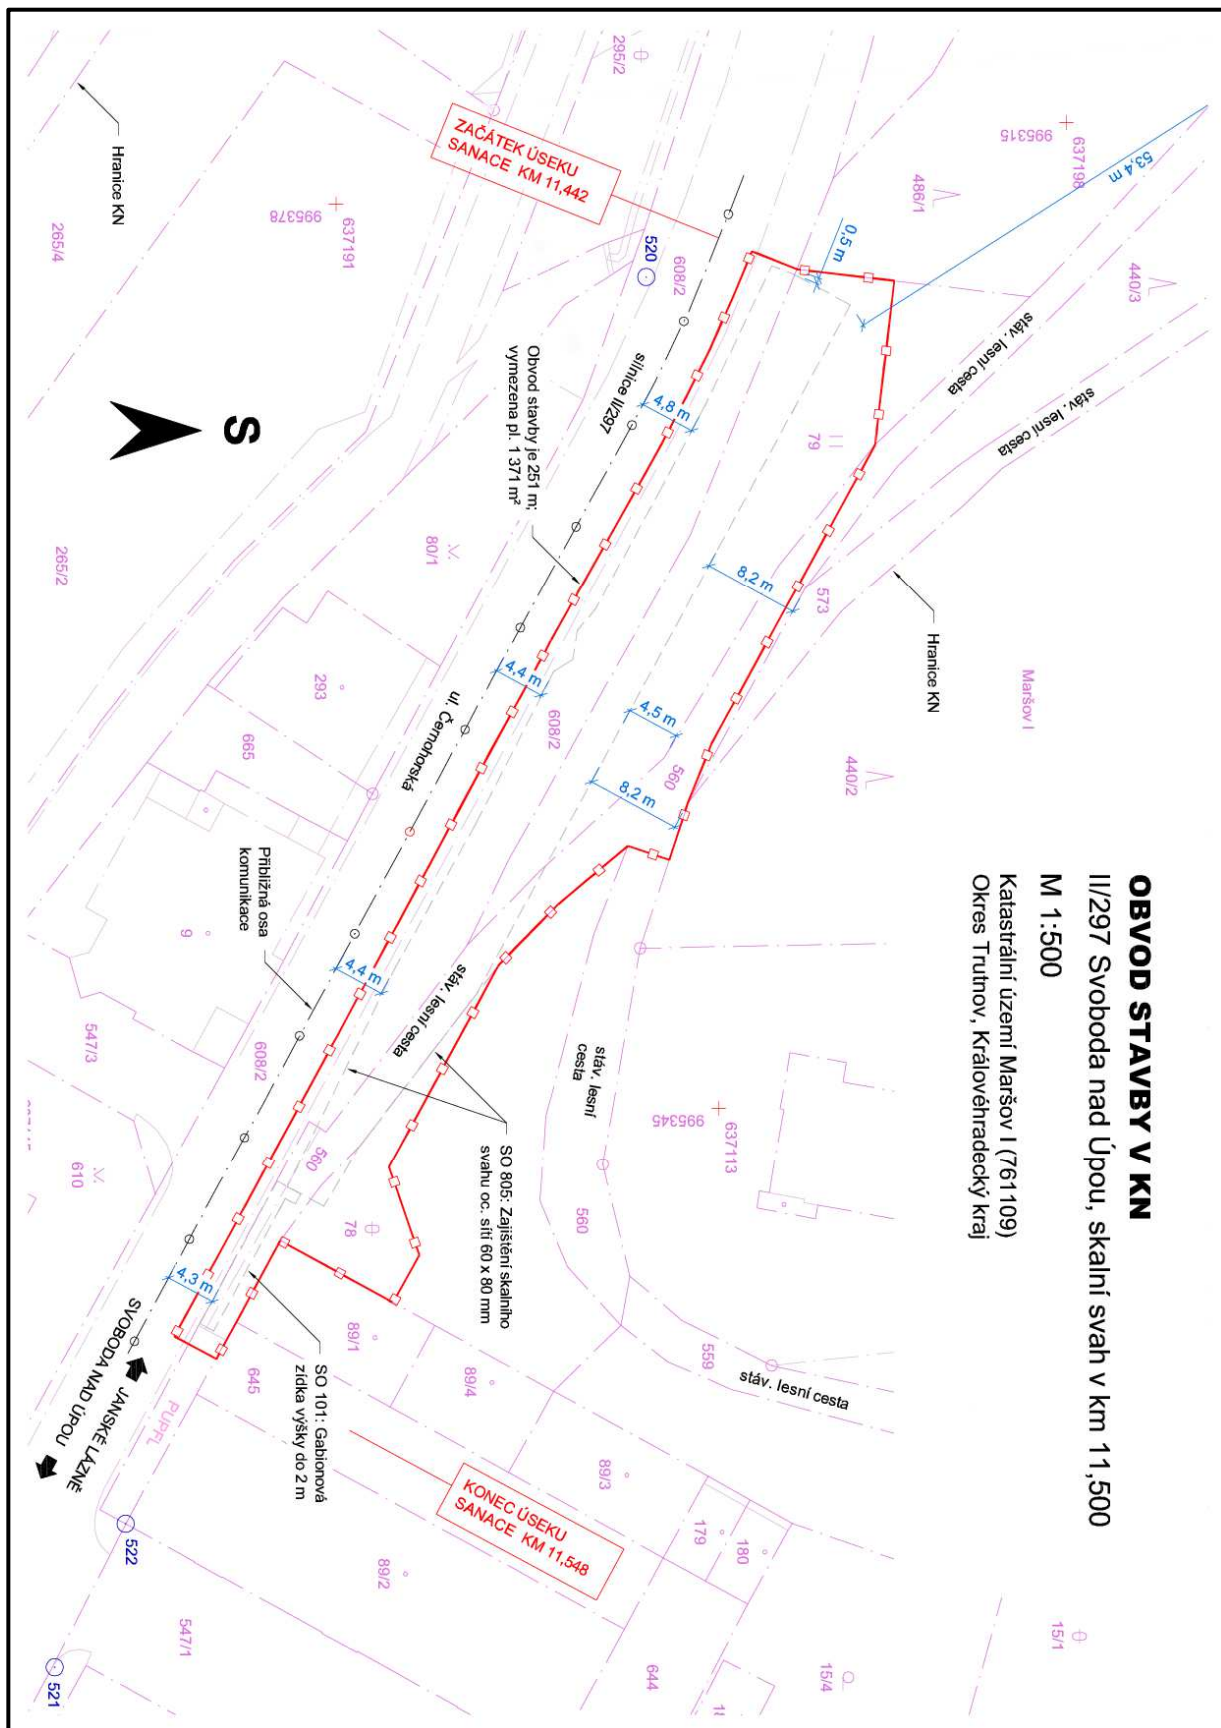 OBVOD STAVBY V KN
II/297 Svoboda nad Úpou, skalní svah v km 11,500
M 1:500
Katastrální území Maršov I (761109)
Okres Trutnov, Královéhradecký kraj
ZAČÁTEK ÚSEKU
SANACE KM 11,442
KONEC ÚSEKU
SANACE KM 11,548
Hranice KN
Hranice KN
S
Obvod stavby je 251 m;
vymezena pl. 1 371 m²
silnice II/297
ul. Černohorská
Přibližná osa
komunikace
stáv. lesní cesta
stáv. lesní cesta
stáv. lesní cesta
stáv. lesní
cesta
stáv. lesní cesta
SO 805: Zajištění skalního
svahu oc. sítí 60 x 80 mm
SO 101: Gabionová
zídka výšky do 2 m
JANSKÉ LÁZNĚ
SVOBODA NAD ÚPOU
PUPFL
Maršov I
53,4 m
0,5 m
4,8 m
8,2 m
4,4 m
4,5 m
8,2 m
4,4 m
4,3 m
295/2
637198
995315
486/1
440/3
637191
995378
265/4
265/2
520
608/2
79
573
80/1
293
665
608/2
560
440/2
9
547/3
608/2
610
560
78
637113
995345
560
559
89/1
89/4
645
89/3
179
180
89/2
522
547/1
521
644
15/4
15/1